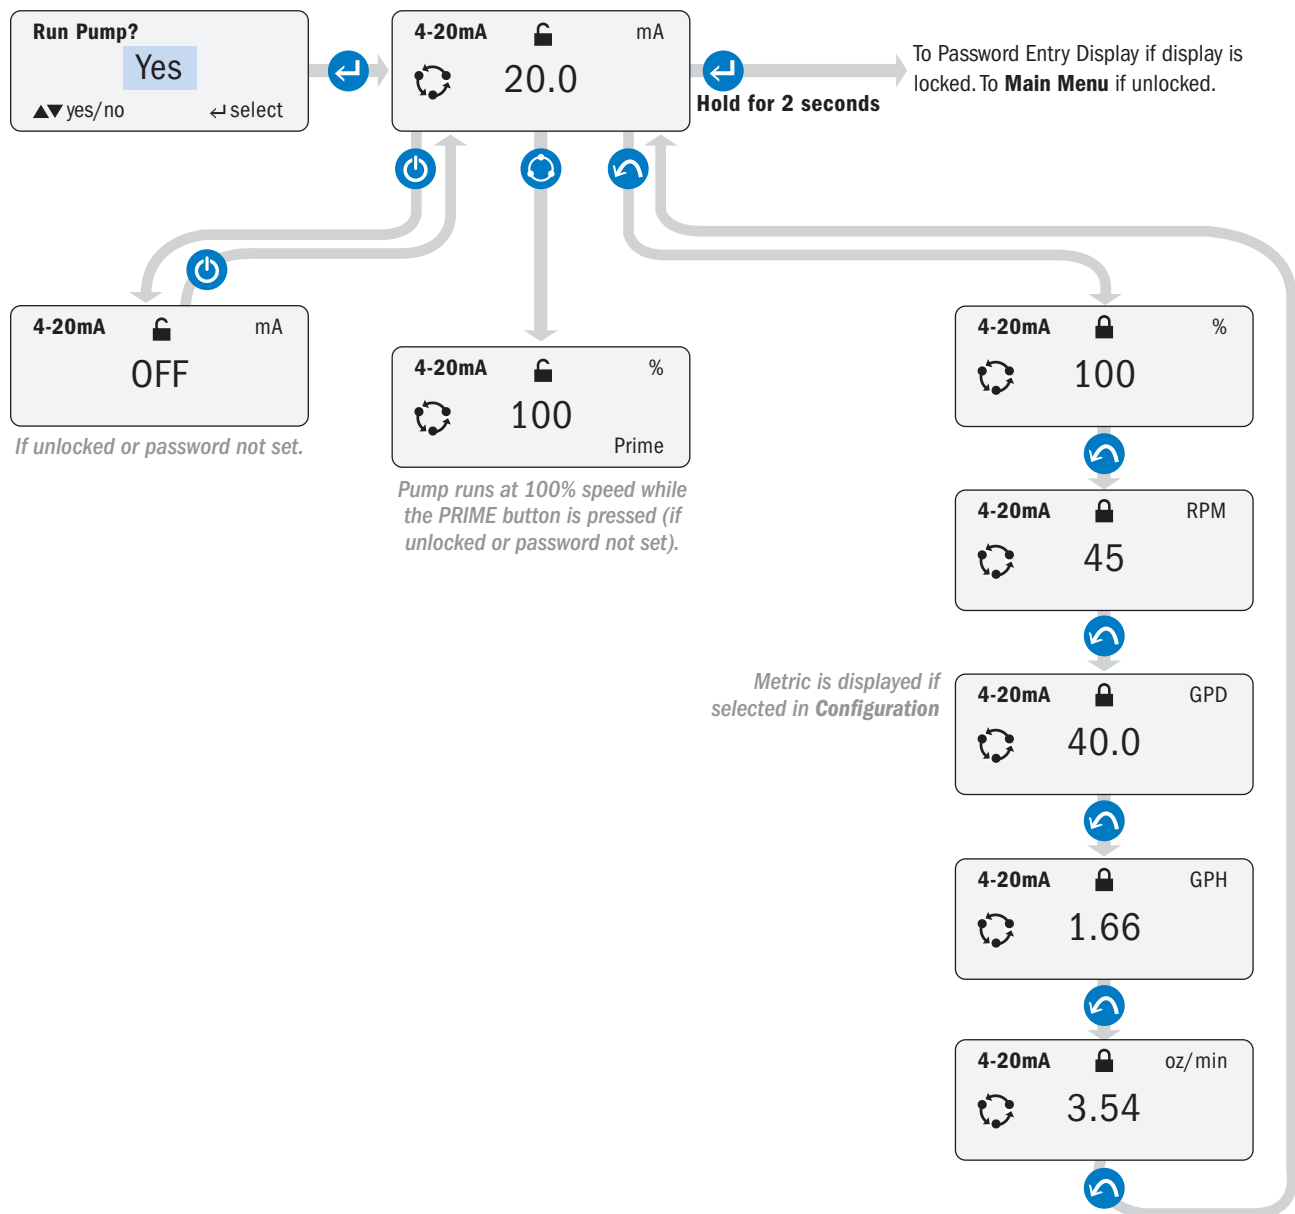 Run Pump?
Yes
▲▼ yes/no ↵ select
4-20mA mA
20.0
Hold for 2 seconds
To Password Entry Display if display is
locked. To Main Menu if unlocked.
4-20mA mA
OFF
If unlocked or password not set.
4-20mA %
100
Prime
Pump runs at 100% speed while
the PRIME button is pressed (if
unlocked or password not set).
4-20mA %
100
4-20mA RPM
45
Metric is displayed if
selected in Configuration
4-20mA GPD
40.0
4-20mA GPH
1.66
4-20mA oz/min
3.54